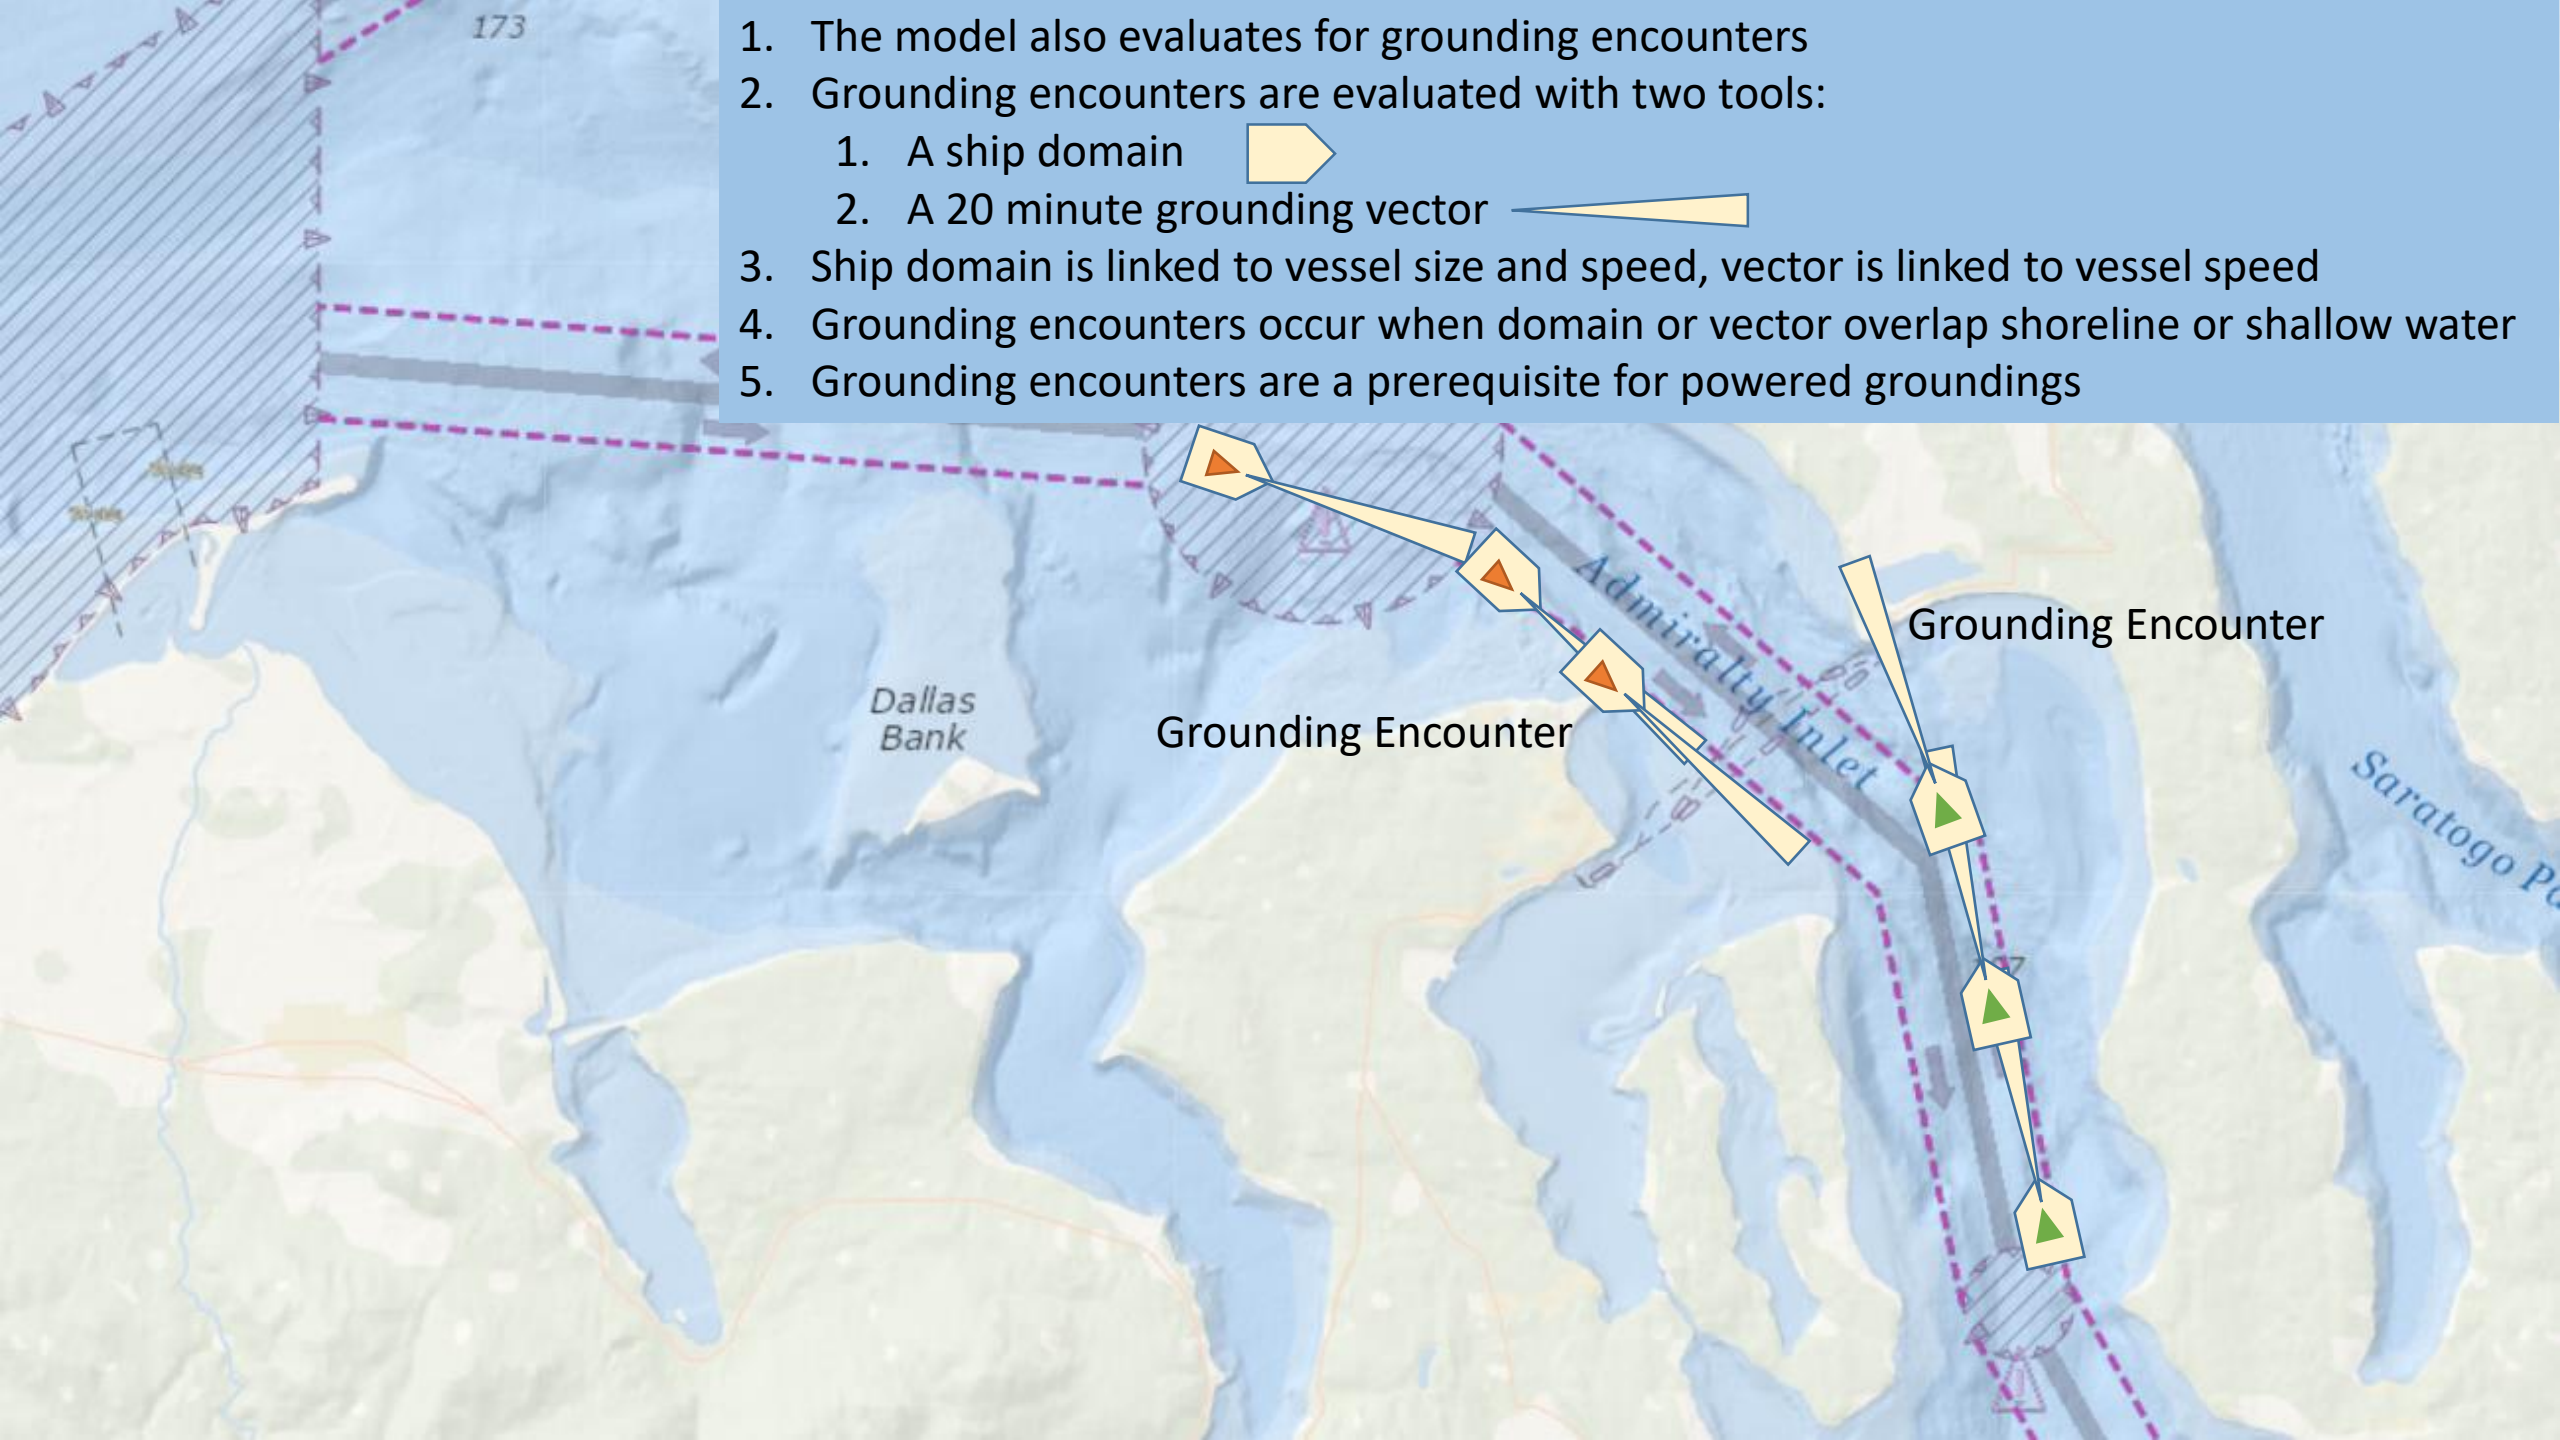 173
1. The model also evaluates for grounding encounters
2. Grounding encounters are evaluated with two tools:
1. A ship domain
2. A 20 minute grounding vector
3. Ship domain is linked to vessel size and speed, vector is linked to vessel speed
4. Grounding encounters occur when domain or vector overlap shoreline or shallow water
5. Grounding encounters are a prerequisite for powered groundings
Admiralty Inlet
Grounding Encounter
Dallas
Bank
Grounding Encounter
Saratogo